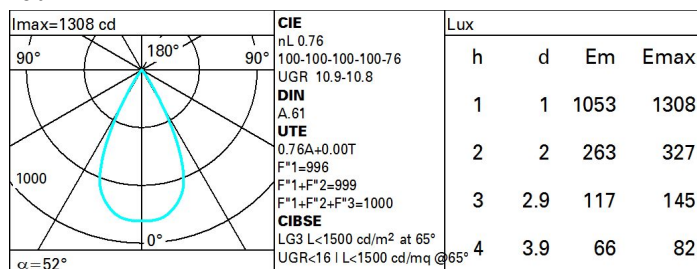 Imax=1308 cd
90°
180°
90°
1000
0°
α=52°
CIE
nL 0.76
100-100-100-100-76
UGR 10.9-10.8
DIN
A.61
UTE
0.76A+0.00T
F"1=996
F"1+F"2=999
F"1+F"2+F"3=1000
CIBSE
LG3 L<1500 cd/m² at 65°
UGR<16 | L<1500 cd/mq @65°
Lux
h d Em Emax
1 1 1053 1308
2 2 263 327
3 2.9 117 145
4 3.9 66 82